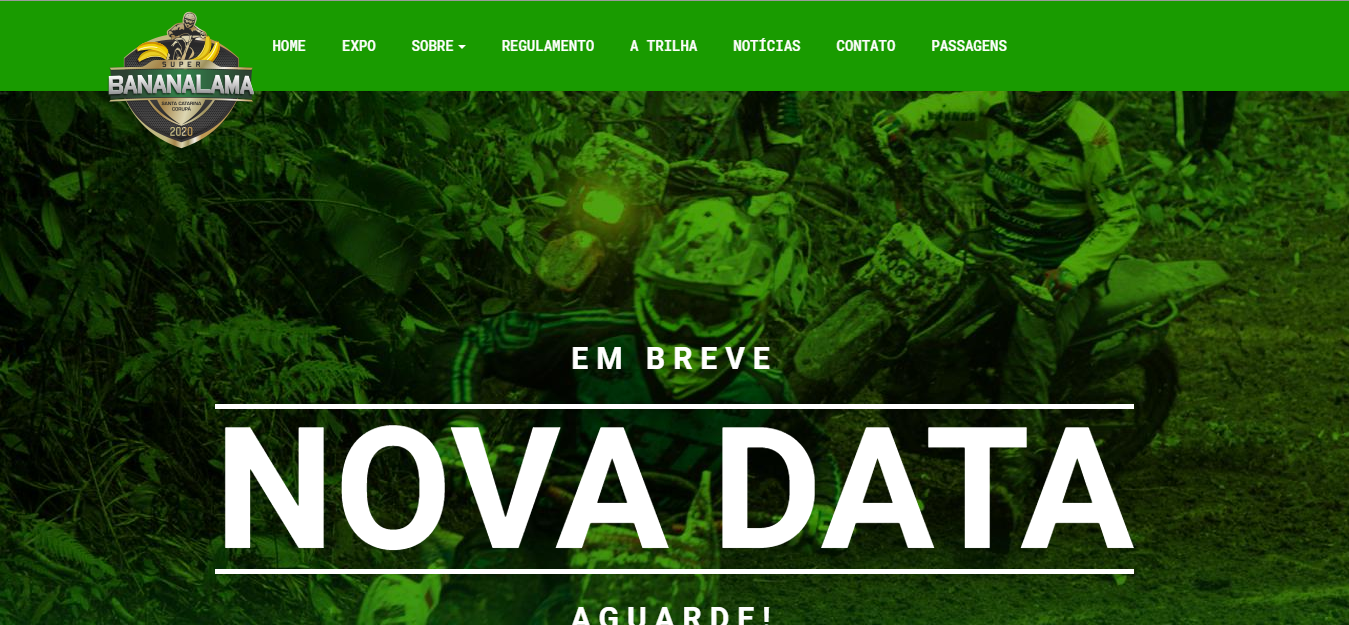 HOME EXPO SOBRE REGULAMENTO A TRILHA NOTÍCIAS CONTATO PASSAGENS
SUPER
BANANALAMA
SANTA CATARINA
CORUPÁ
2020
EM BREVE
NOVA DATA
AGUARDE!